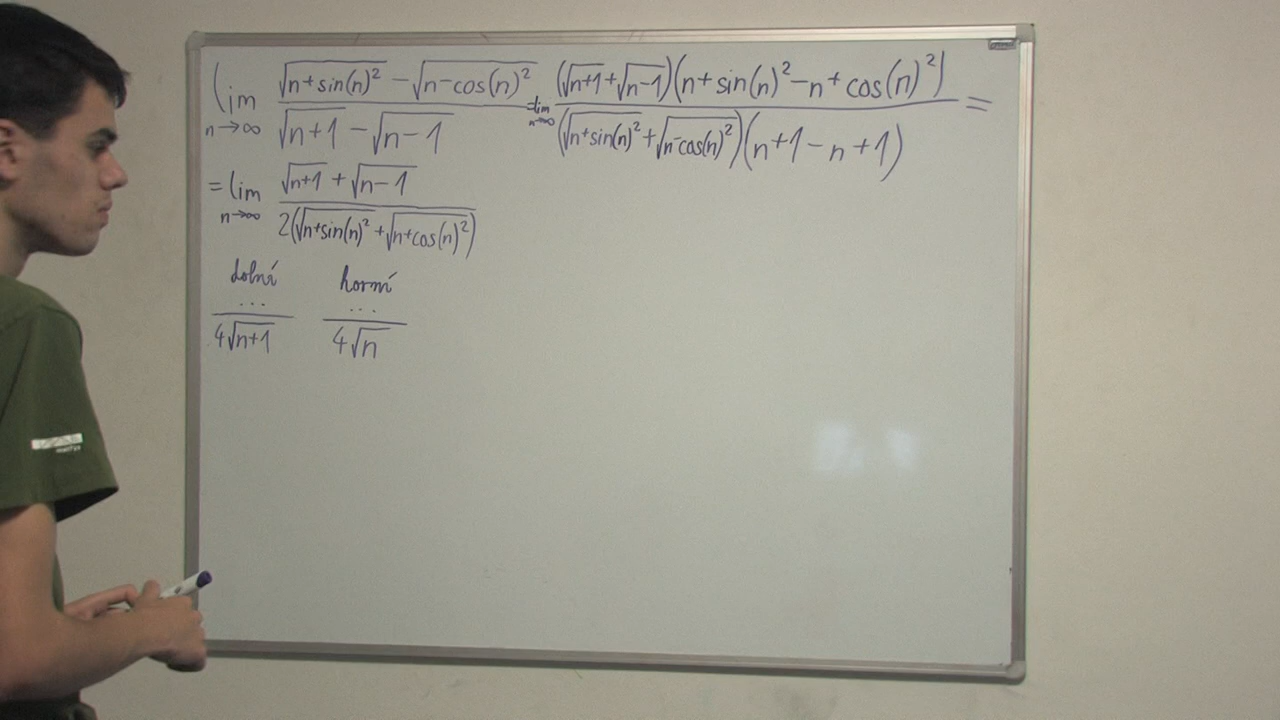 lim n→∞ (√(n+sin(n)²) − √(n−cos(n)²)) / (√(n+1) − √(n−1)) = lim n→∞ ((√(n+1)+√(n−1))(n+sin(n)²−n+cos(n)²)) / ((√(n+sin(n)²)+√(n−cos(n)²))(n+1−n+1)) =
= lim n→∞ (√(n+1) + √(n−1)) / (2(√(n+sin(n)²)+√(n+cos(n)²)))
dolní horní
... ...
4√(n+1) 4√n